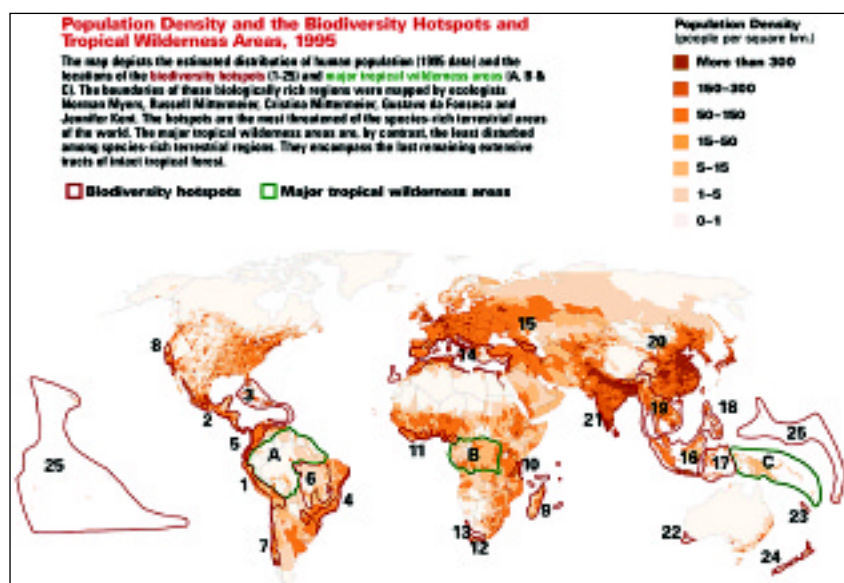 Population Density and the Biodiversity Hotspots and
Tropical Wilderness Areas, 1995
The map depicts the estimated distribution of human population (1995 data) and the
locations of the biodiversity hotspots (1-25) and major tropical wilderness areas (A, B &
C). The boundaries of these biologically rich regions were mapped by ecologists
Norman Myers, Russell Mittermeier, Cristina Mittermeier, Gustavo da Fonseca and
Jennifer Kent. The hotspots are the most threatened of the species-rich terrestrial areas
of the world. The major tropical wilderness areas are, by contrast, the least disturbed
among species-rich terrestrial regions. They encompass the last remaining extensive
tracts of intact tropical forest.
Biodiversity hotspots Major tropical wilderness areas
Population Density
(people per square km.)
More than 300
150-300
50-150
15-50
5-15
1-5
0-1
15
20
8
14
3
18
2
19
21
25
5
11
25
A
B
10
16
17
C
6
1
4
9
23
13
22
7
12
24